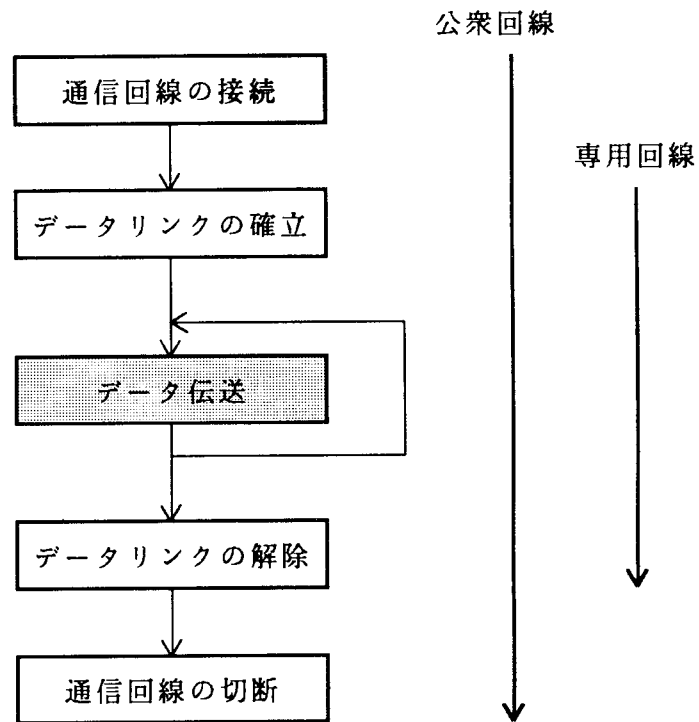 公衆回線
通信回線の接続
専用回線
データリンクの確立
データ伝送
データリンクの解除
通信回線の切断